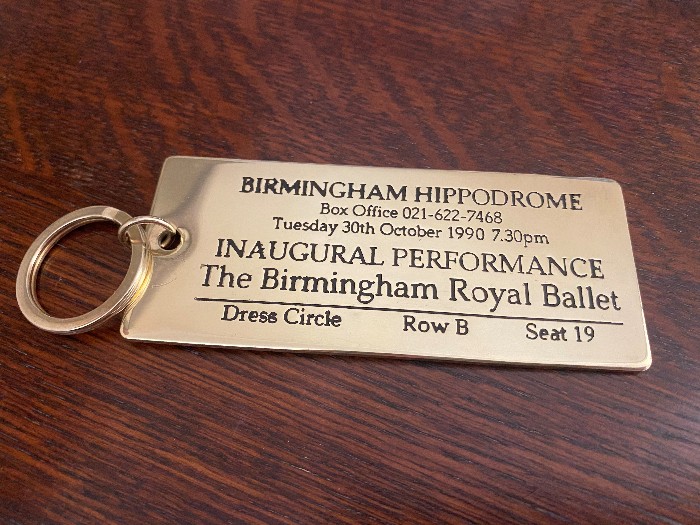 BIRMINGHAM HIPPODROME
Box Office 021-622-7468
Tuesday 30th October 1990 7.30pm
INAUGURAL PERFORMANCE
The Birmingham Royal Ballet
Dress Circle Row B Seat 19